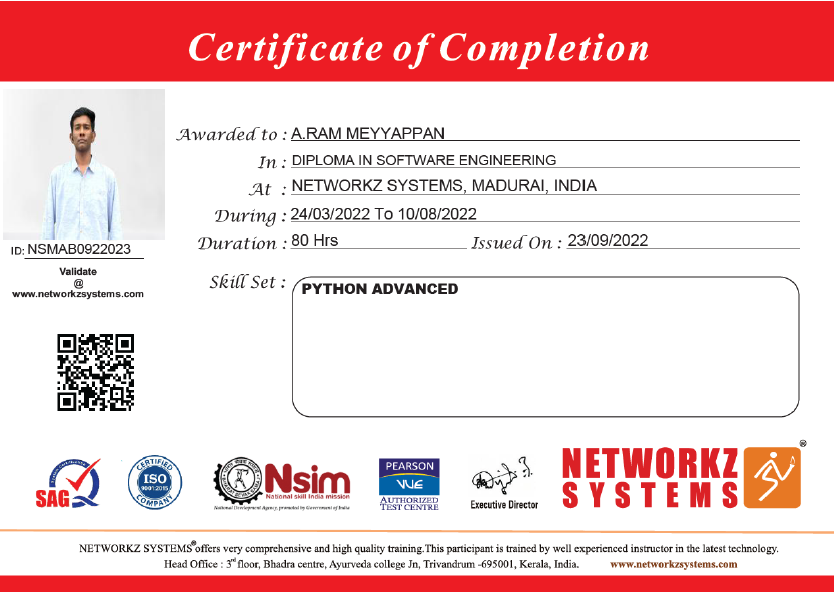 Certificate of Completion
Awarded to : A.RAM MEYYAPPAN
In : DIPLOMA IN SOFTWARE ENGINEERING
At : NETWORKZ SYSTEMS, MADURAI, INDIA
During : 24/03/2022 To 10/08/2022
Duration : 80 Hrs Issued On : 23/09/2022
ID: NSMAB0922023
Validate
@
www.networkzsystems.com
Skill Set : PYTHON ADVANCED
SAG
CERTIFIED
ISO
9001:2015
COMPANY
Nsim
National skill India mission
National Development Agency, promoted by Government of India
PEARSON
VUE
AUTHORIZED
TEST CENTRE
Executive Director
NETWORKZ
SYSTEMS
®
NETWORKZ SYSTEMS® offers very comprehensive and high quality training.This participant is trained by well experienced instructor in the latest technology.
Head Office : 3rd floor, Bhadra centre, Ayurveda college Jn, Trivandrum -695001, Kerala, India. www.networkzsystems.com